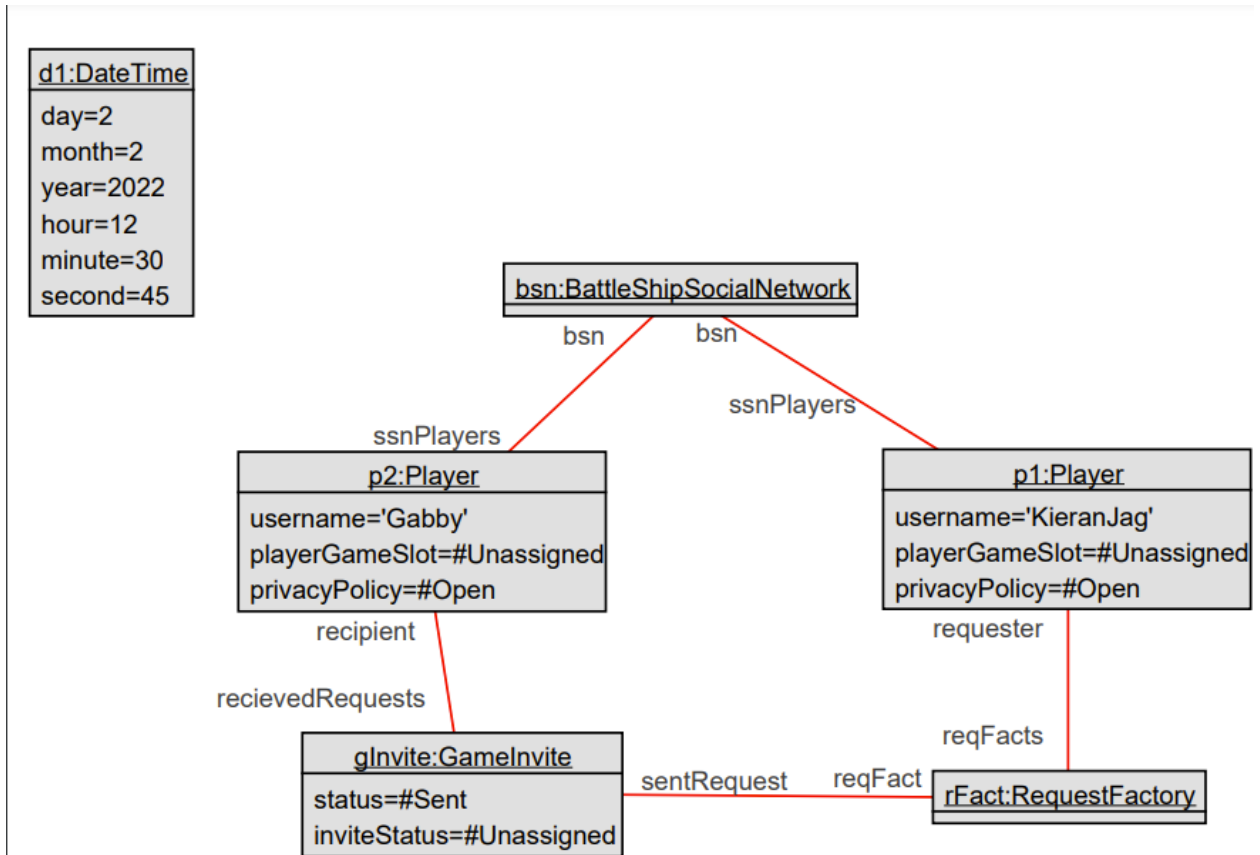 d1:DateTime
day=2
month=2
year=2022
hour=12
minute=30
second=45
bsn:BattleShipSocialNetwork
bsn
bsn
ssnPlayers
ssnPlayers
p2:Player
username='Gabby'
playerGameSlot=#Unassigned
privacyPolicy=#Open
p1:Player
username='KieranJag'
playerGameSlot=#Unassigned
privacyPolicy=#Open
recipient
requester
recievedRequests
reqFacts
gInvite:GameInvite
status=#Sent
inviteStatus=#Unassigned
sentRequest
reqFact
rFact:RequestFactory